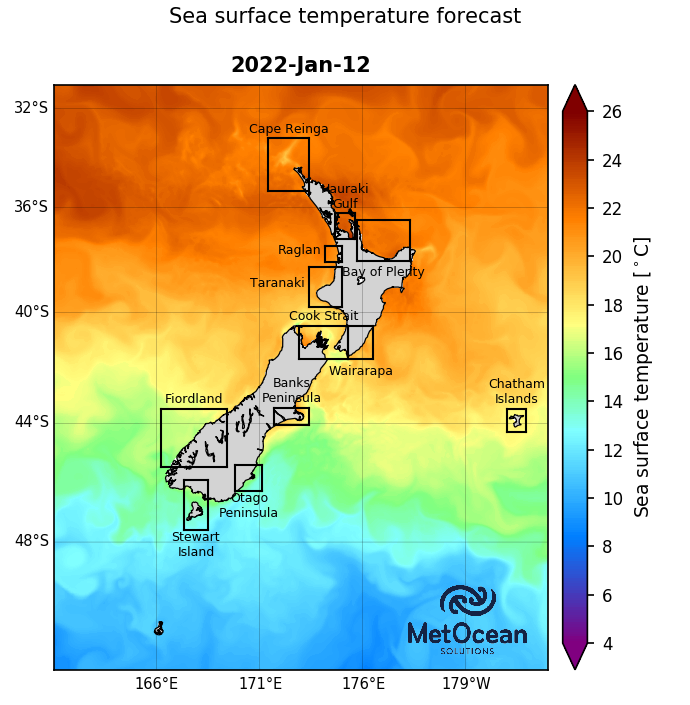 Sea surface temperature forecast
2022-Jan-12
32°S
36°S
40°S
44°S
48°S
Cape Reinga
Hauraki
Gulf
Raglan
Bay of Plenty
Taranaki
Cook Strait
Wairarapa
Banks
Peninsula
Fiordland
Chatham
Islands
Otago
Peninsula
Stewart
Island
MetOcean
SOLUTIONS
166°E
171°E
176°E
179°W
26
24
22
20
18
16
14
12
10
8
6
4
Sea surface temperature [°C]